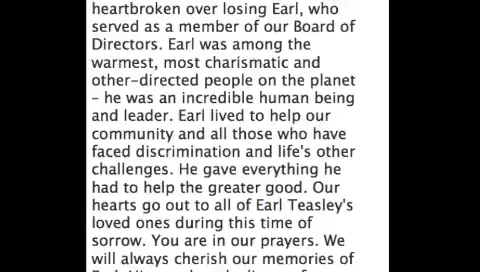 heartbroken over losing Earl, who
served as a member of our Board of
Directors. Earl was among the
warmest, most charismatic and
other-directed people on the planet
- he was an incredible human being
and leader. Earl lived to help our
community and all those who have
faced discrimination and life's other
challenges. He gave everything he
had to help the greater good. Our
hearts go out to all of Earl Teasley's
loved ones during this time of
sorrow. You are in our prayers. We
will always cherish our memories of